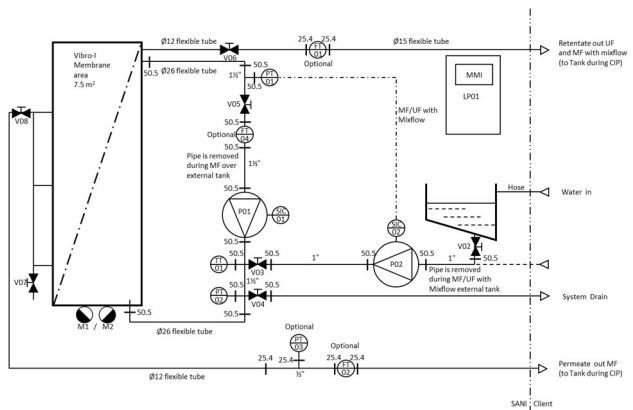 Ø12 flexible tube
V06
25.4
FT
01
25.4
Optional
Ø15 flexible tube
Retentate out UF
and MF with mixflow
(to Tank during CIP)
Vibro-I
Membrane
area
7.5 m²
50.5
Ø26 flexible tube
50.5
1½"
PT
01
50.5
V05
50.5
Optional
FT
04
50.5
Pipe is removed
during MF over
external tank
1½"
50.5
MMI
LP01
MF/UF with
Mixflow
V08
P01
SIC
01
Hose
Water in
SIC
02
V02
50.5
50.5
TT
01
50.5
V03
1"
50.5
P02
50.5
1"
Pipe is removed
during MF/UF with
Mixflow external tank
V07
1½"
PT
02
50.5
V04
System Drain
50.5
50.5
M1 / M2
Ø26 flexible tube
Optional
PT
03
Optional
25.4
25.4
25.4
25.4
FT
02
½"
Ø12 flexible tube
Permeate out MF
(to Tank during CIP)
SANI
Client